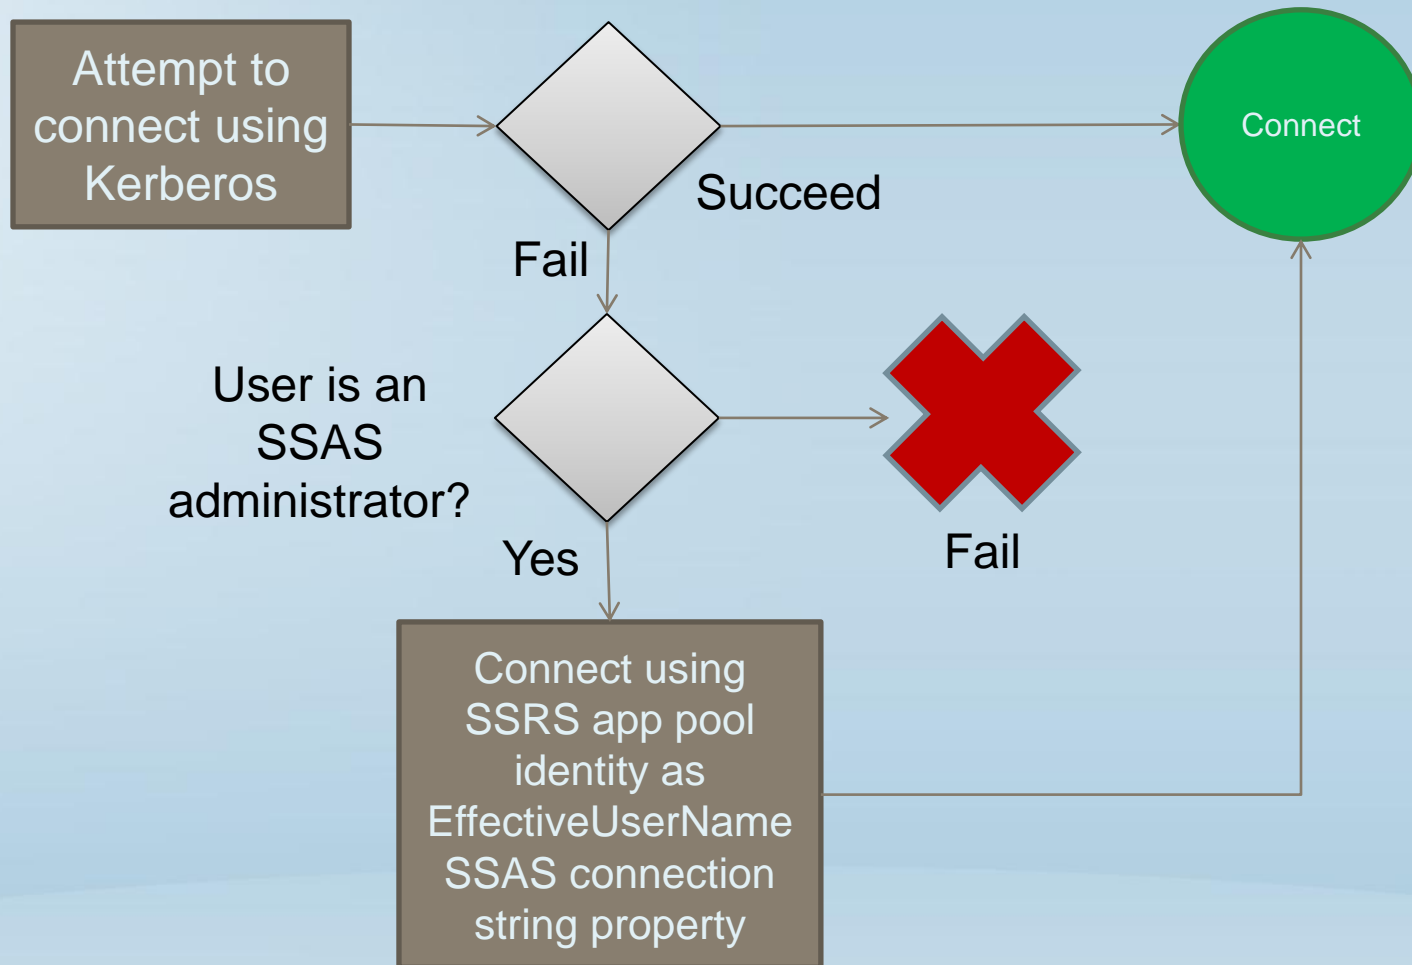 Attempt to
connect using
Kerberos
Connect
Succeed
Fail
User is an
SSAS
administrator?
Yes
Fail
Connect using
SSRS app pool
identity as
EffectiveUserName
SSAS connection
string property